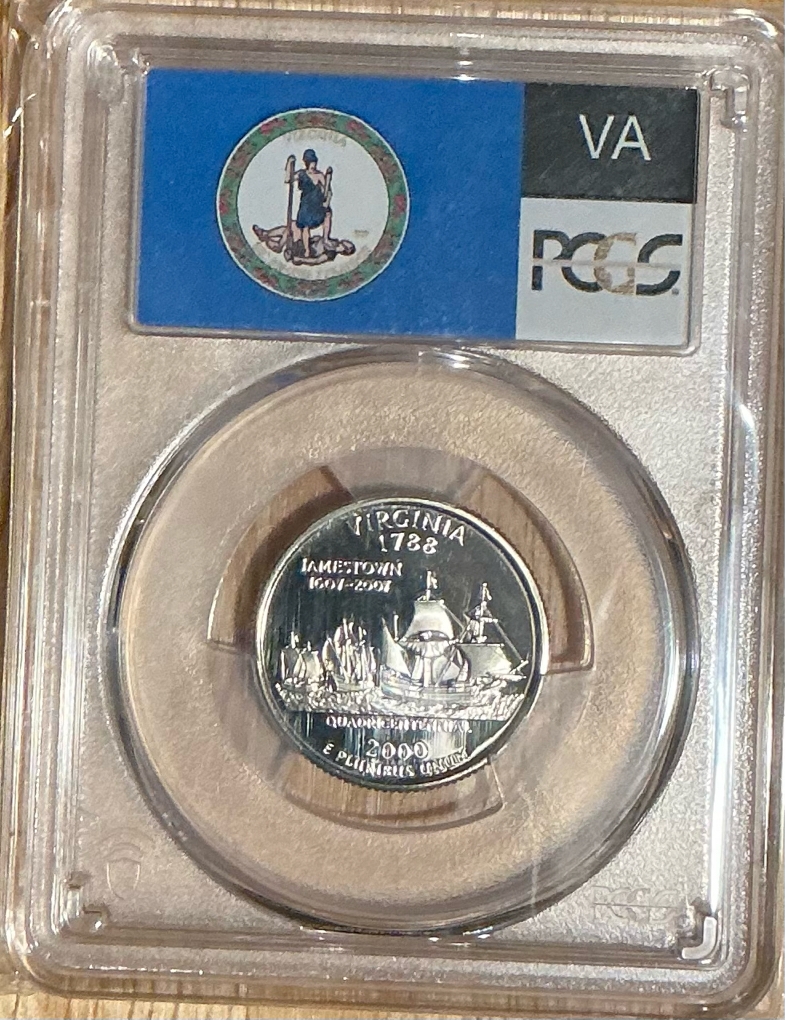 VIRGINIA
VA
PCGS
VIRGINIA
1788
JAMESTOWN
1607-2007
QUADRICENTENNIAL
2000
E PLURIBUS UNUM
PCGS